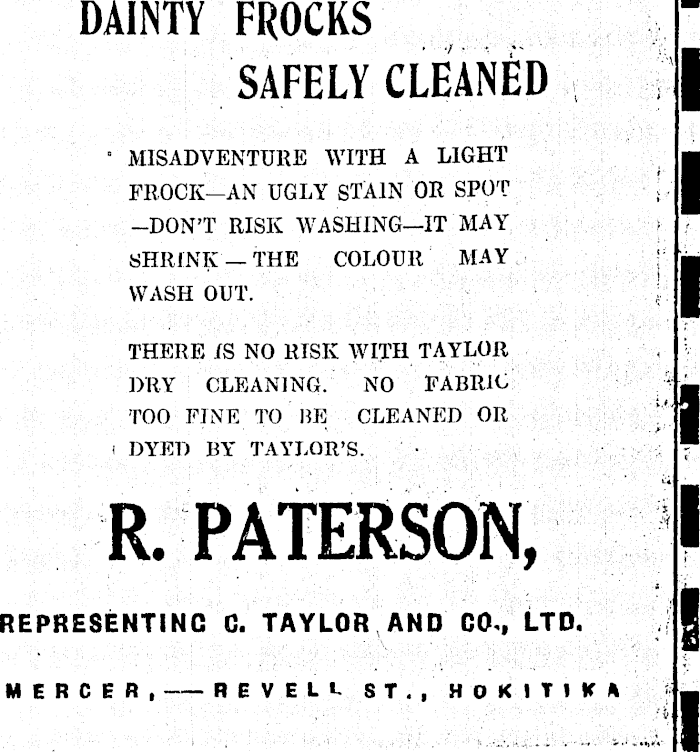 DAINTY FROCKS
SAFELY CLEANED
MISADVENTURE WITH A LIGHT
FROCK—AN UGLY STAIN OR SPOT
—DON'T RISK WASHING—IT MAY
SHRINK — THE COLOUR MAY
WASH OUT.
THERE IS NO RISK WITH TAYLOR
DRY CLEANING. NO FABRIC
TOO FINE TO BE CLEANED OR
DYED BY TAYLOR'S.
R. PATERSON,
REPRESENTING C. TAYLOR AND CO., LTD.
MERCER,—— REVELL ST., HOKITIKA